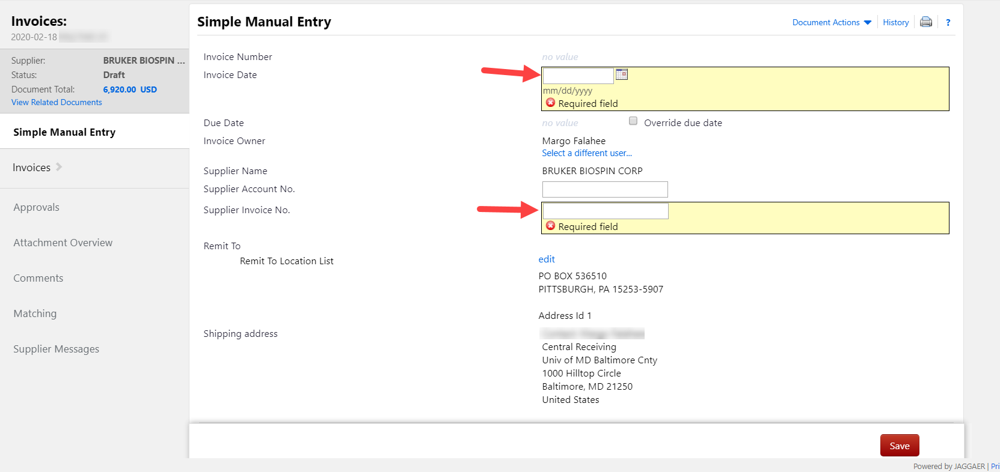 Invoices:
2020-02-18
Supplier: BRUKER BIOSPIN ...
Status: Draft
Document Total: 6,920.00 USD
View Related Documents
Simple Manual Entry
Invoices
Approvals
Attachment Overview
Comments
Matching
Supplier Messages
Simple Manual Entry
Document Actions History ?
Invoice Number no value
Invoice Date
mm/dd/yyyy
Required field
Due Date no value Override due date
Invoice Owner Margo Falahee
Select a different user...
Supplier Name BRUKER BIOSPIN CORP
Supplier Account No.
Supplier Invoice No.
Required field
Remit To
Remit To Location List edit
PO BOX 536510
PITTSBURGH, PA 15253-5907
Address Id 1
Shipping address
Central Receiving
Univ of MD Baltimore Cnty
1000 Hilltop Circle
Baltimore, MD 21250
United States
Save
Powered by JAGGAER | Pri